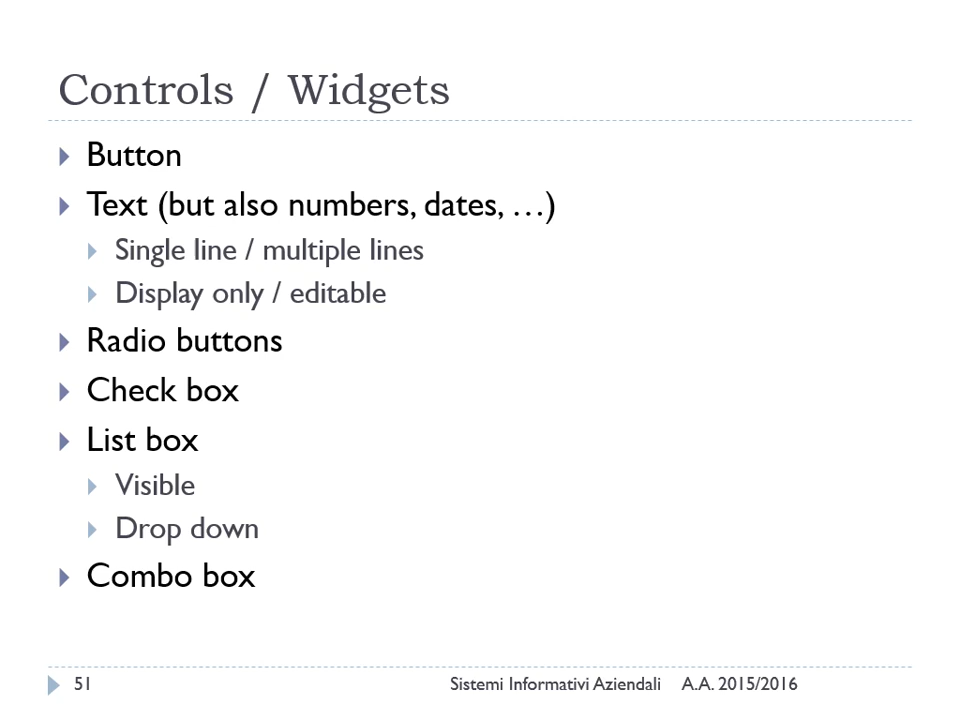 Controls / Widgets
Button
Text (but also numbers, dates, …)
Single line / multiple lines
Display only / editable
Radio buttons
Check box
List box
Visible
Drop down
Combo box
51 Sistemi Informativi Aziendali A.A. 2015/2016